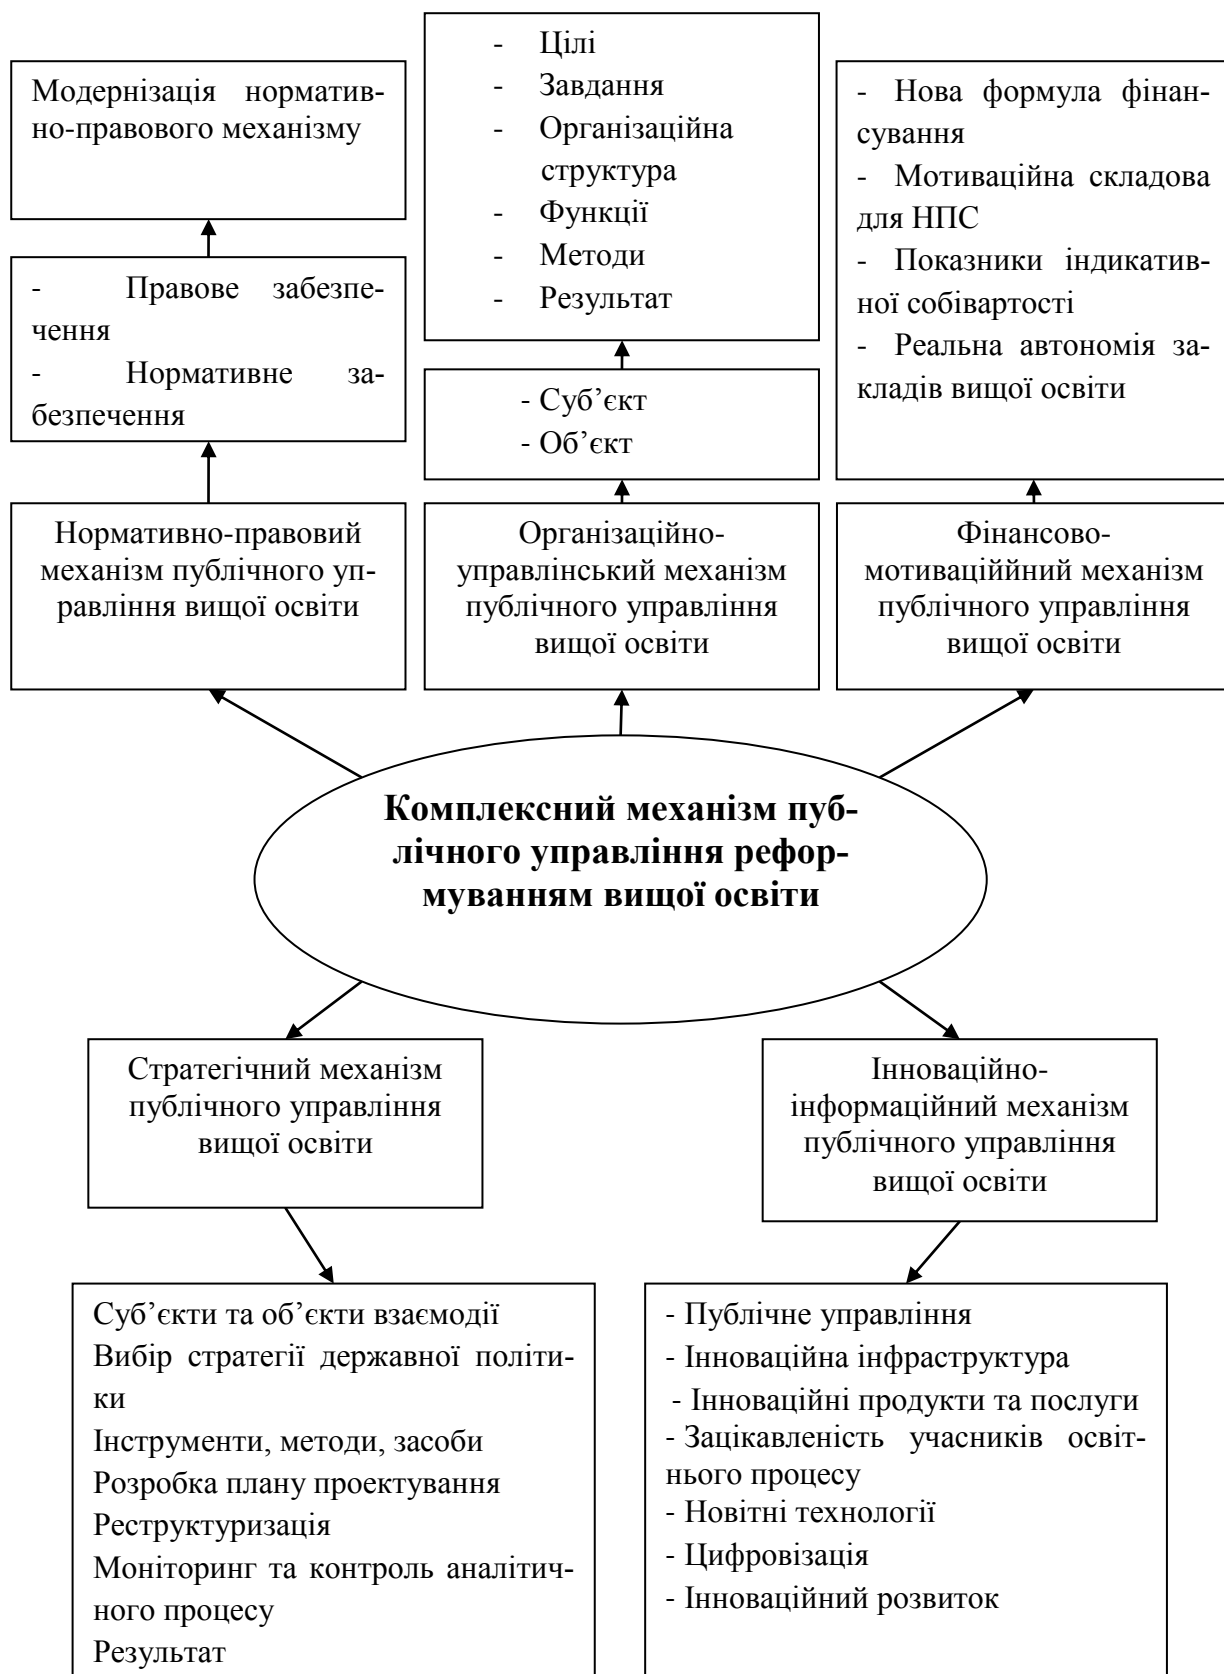 Модернізація норматив-
но-правового механізму
- Цілі
- Завдання
- Організаційна
структура
- Функції
- Методи
- Результат
- Нова формула фінан-
сування
- Мотиваційна складова
для НПС
- Показники індикатив-
ної собівартості
- Реальна автономія за-
кладів вищої освіти
- Правове забезпе-
чення
- Нормативне за-
безпечення
- Суб’єкт
- Об’єкт
Нормативно-правовий
механізм публічного уп-
равління вищої освіти
Організаційно-
управлінський механізм
публічного управління
вищої освіти
Фінансово-
мотиваціййний механізм
публічного управління
вищої освіти
Комплексний механізм пуб-
лічного управління рефор-
муванням вищої освіти
Стратегічний механізм
публічного управління
вищої освіти
Інноваційно-
інформаційний механізм
публічного управління
вищої освіти
Суб’єкти та об’єкти взаємодії
Вибір стратегії державної політи-
ки
Інструменти, методи, засоби
Розробка плану проектування
Реструктуризація
Моніторинг та контроль аналітич-
ного процесу
Результат
- Публічне управління
- Інноваційна інфраструктура
- Інноваційні продукти та послуги
- Зацікавленість учасників освіт-
нього процесу
- Новітні технології
- Цифровізація
- Інноваційний розвиток